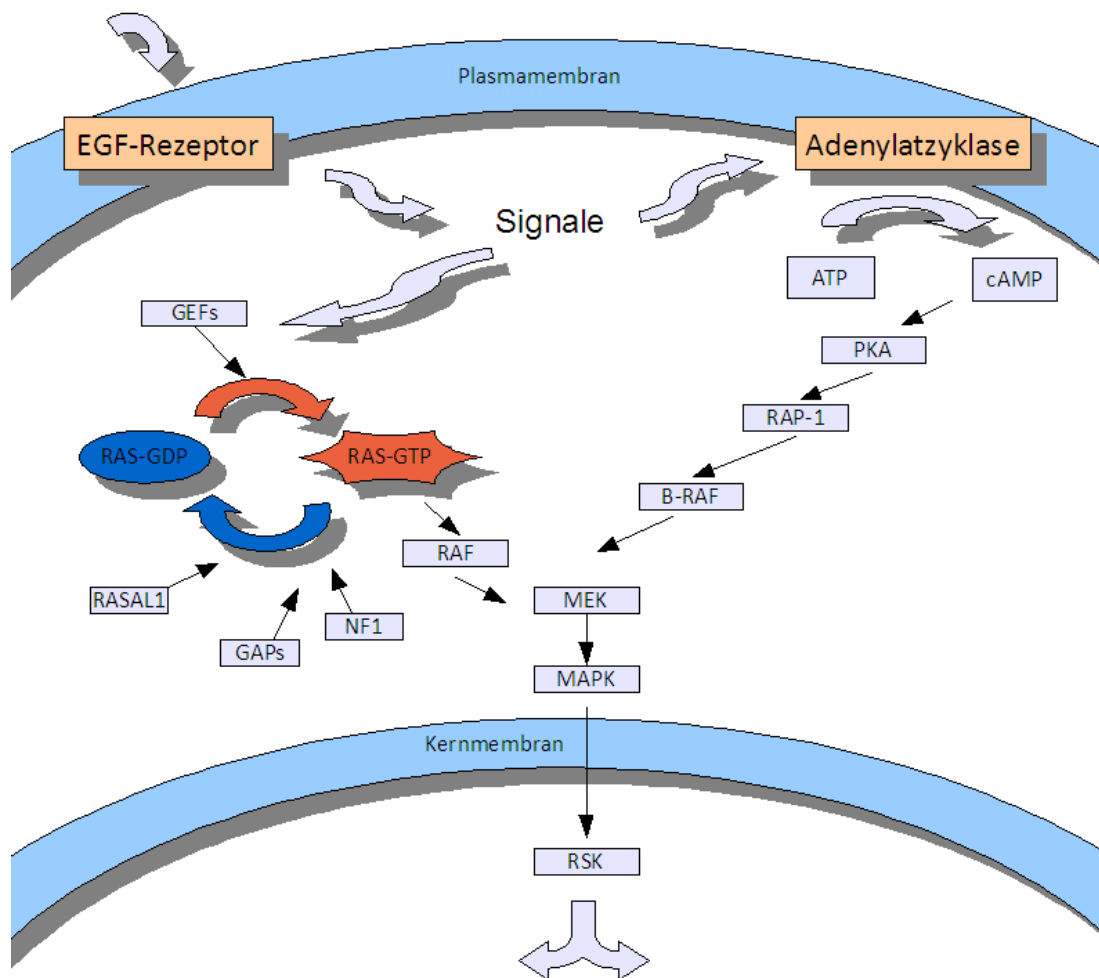 Plasmamembran
EGF-Rezeptor
Adenylatzyklase
Signale
ATP
cAMP
GEFs
PKA
RAP-1
RAS-GDP
RAS-GTP
B-RAF
RAF
RASAL1
MEK
NF1
GAPs
MAPK
Kernmembran
RSK